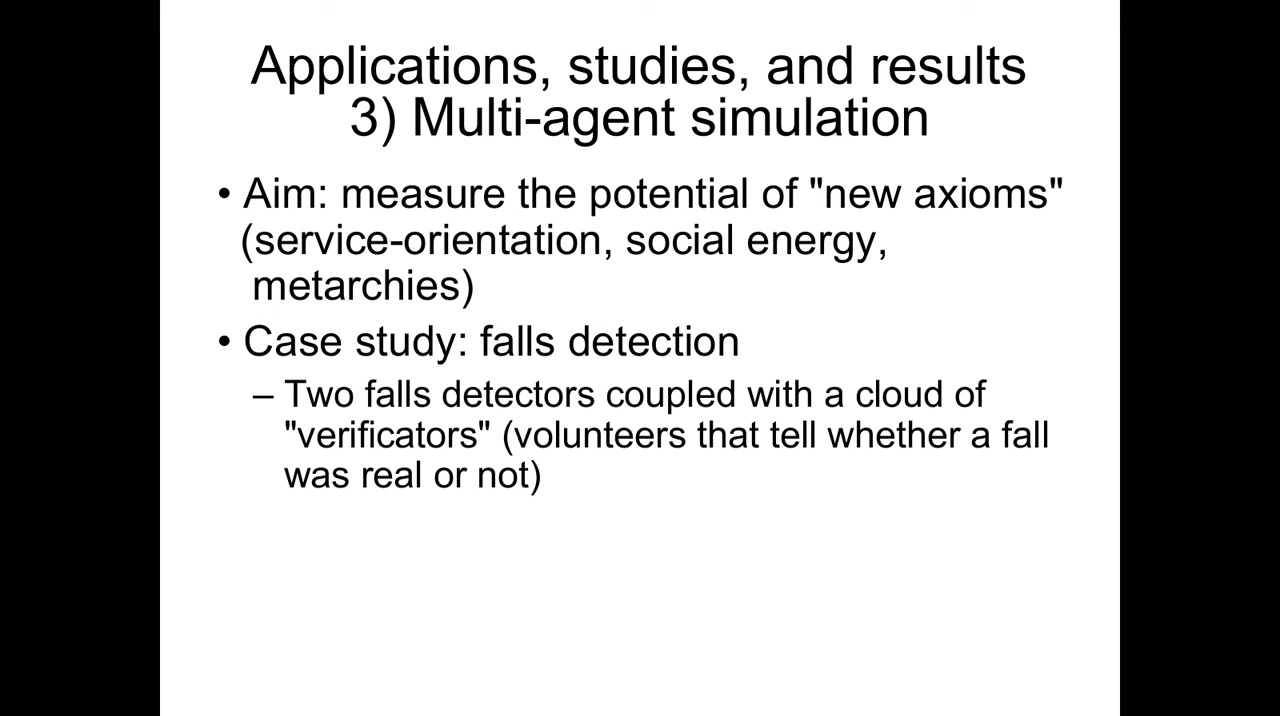 Applications, studies, and results
3) Multi-agent simulation
• Aim: measure the potential of "new axioms"
(service-orientation, social energy,
metarchies)
• Case study: falls detection
– Two falls detectors coupled with a cloud of
"verificators" (volunteers that tell whether a fall
was real or not)